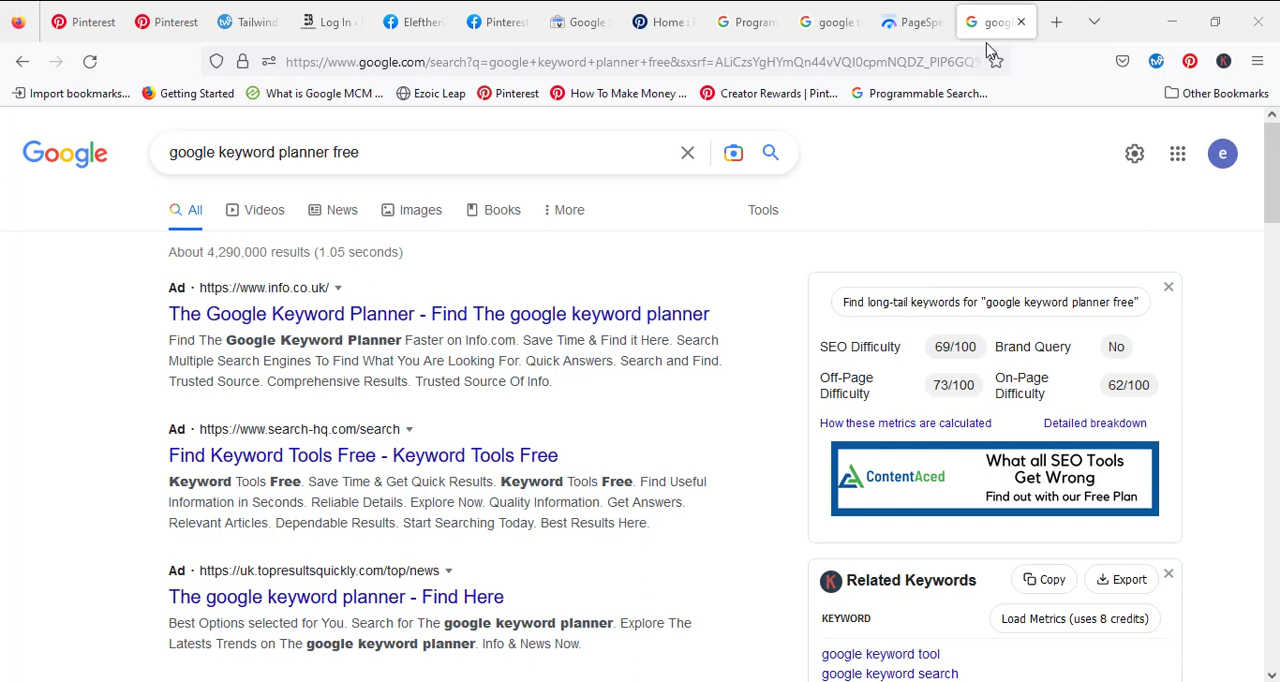 Pinterest
Pinterest
Tailwind
Log In
Elefther
Pinteres
Google S
Home :
Program
google t
PageSpe
goog
https://www.google.com/search?q=google+keyword+planner+free&sxsrf=ALiCzsYgHYmQn44vVQI0cpmNQDZ_PIP6GQ
Import bookmarks...
Getting Started
What is Google MCM ...
Ezoic Leap
Pinterest
How To Make Money ...
Creator Rewards | Pint...
Programmable Search...
Other Bookmarks
Google
google keyword planner free
e
All
Videos
News
Images
Books
More
Tools
About 4,290,000 results (1.05 seconds)
Ad · https://www.info.co.uk/
The Google Keyword Planner - Find The google keyword planner
Find The Google Keyword Planner Faster on Info.com. Save Time & Find it Here. Search
Multiple Search Engines To Find What You Are Looking For. Quick Answers. Search and Find.
Trusted Source. Comprehensive Results. Trusted Source Of Info.
Ad · https://www.search-hq.com/search
Find Keyword Tools Free - Keyword Tools Free
Keyword Tools Free. Save Time & Get Quick Results. Keyword Tools Free. Find Useful
Information in Seconds. Reliable Details. Explore Now. Quality Information. Get Answers.
Relevant Articles. Dependable Results. Start Searching Today. Best Results Here.
Ad · https://uk.topresultsquickly.com/top/news
The google keyword planner - Find Here
Best Options selected for You. Search for The google keyword planner. Explore The
Latests Trends on The google keyword planner. Info & News Now.
Find long-tail keywords for "google keyword planner free"
SEO Difficulty 69/100 Brand Query No
Off-Page Difficulty 73/100 On-Page Difficulty 62/100
How these metrics are calculated
Detailed breakdown
ContentAced
What all SEO Tools
Get Wrong
Find out with our Free Plan
K
Related Keywords
Copy
Export
KEYWORD
Load Metrics (uses 8 credits)
google keyword tool
google keyword search